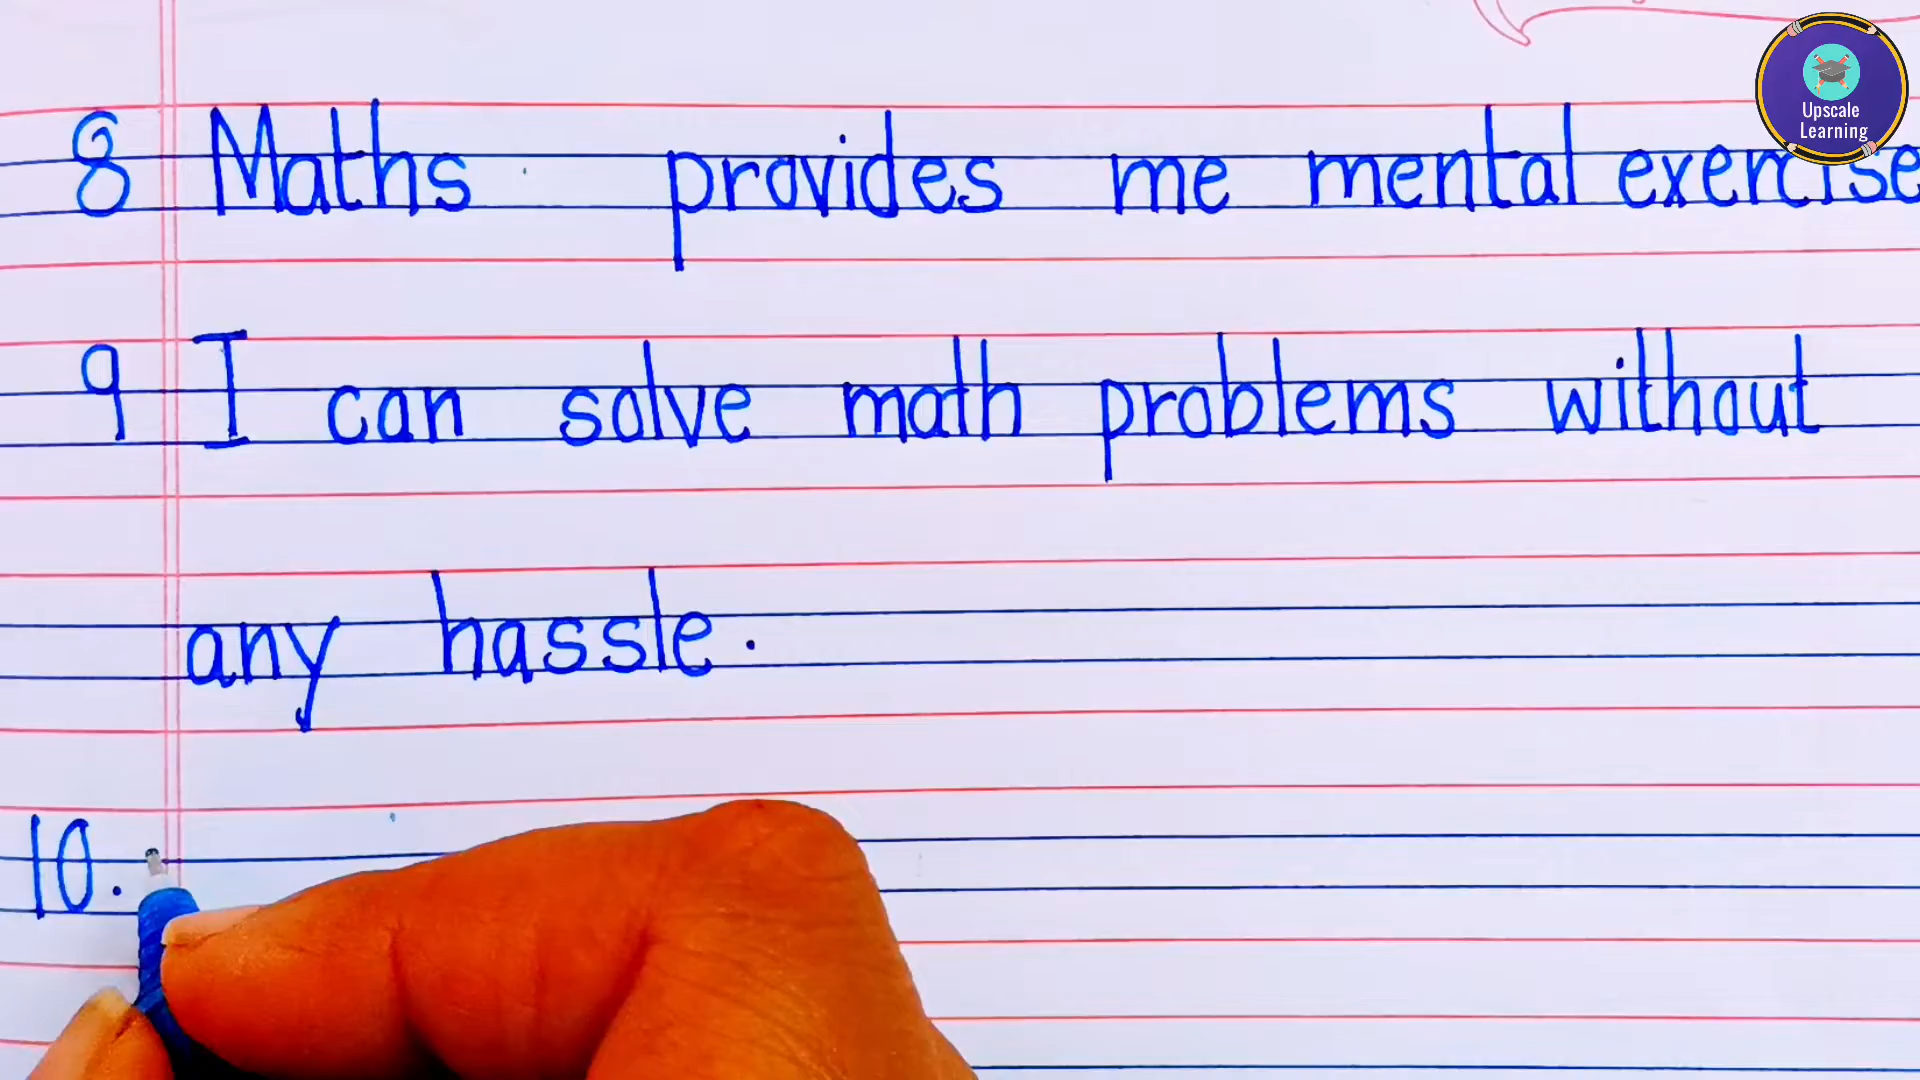 Upscale
Learning
8 Maths provides me mental exercise
9 I can solve math problems without
any hassle.
10.